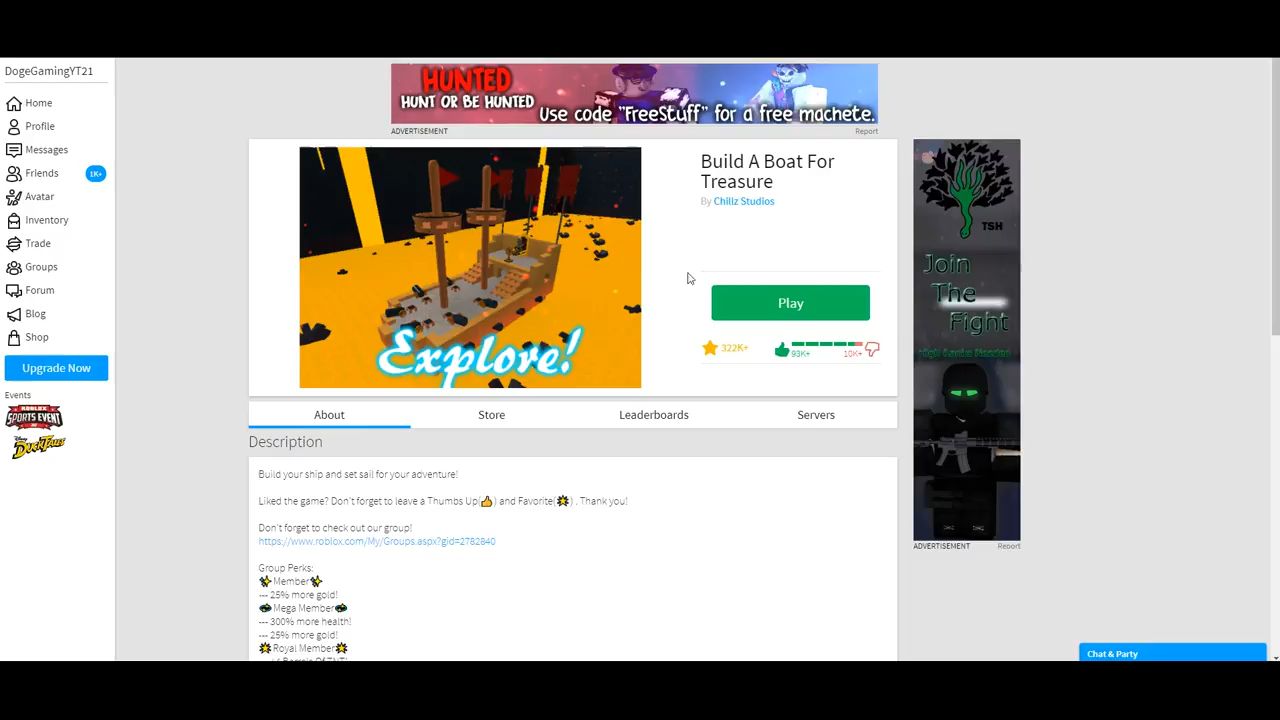 DogeGamingYT21
Home
Profile
Messages
Friends
1K+
Avatar
Inventory
Trade
Groups
Forum
Blog
Shop
Upgrade Now
Events
ROBLOX
SPORTS EVENT
Disney
DUCKTALES
HUNTED
HUNT OR BE HUNTED
Use code "FreeStuff" for a free machete.
ADVERTISEMENT
Report
Explore!
Build A Boat For
Treasure
By Chillz Studios
Play
322K+
93K+
10K+
About
Store
Leaderboards
Servers
Description
Build your ship and set sail for your adventure!
Liked the game? Don't forget to leave a Thumbs Up(👍) and Favorite(🌟) . Thank you!
Don't forget to check out our group!
https://www.roblox.com/My/Groups.aspx?gid=2782840
Group Perks:
Member
--- 25% more gold!
Mega Member
--- 300% more health!
--- 25% more gold!
Royal Member
TSH
Join
The
Fight
ADVERTISEMENT
Report
Chat & Party